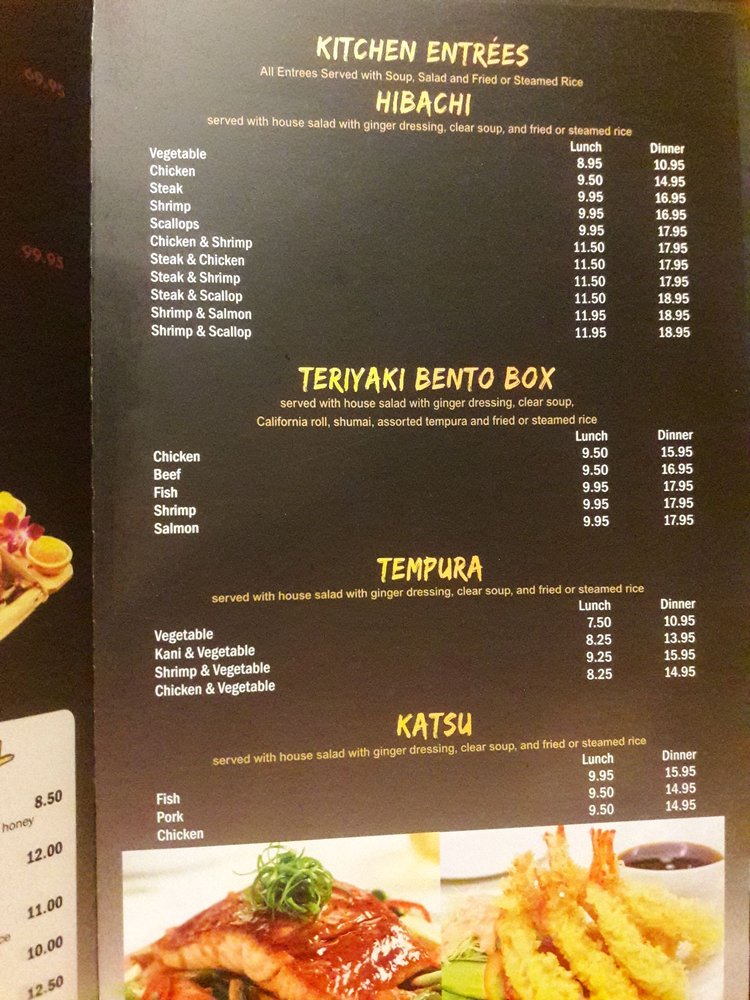 69.95
99.95
8.50
honey
12.00
11.00
10.00
12.50
KITCHEN ENTRÉES
All Entrees Served with Soup, Salad and Fried or Steamed Rice
HIBACHI
served with house salad with ginger dressing, clear soup, and fried or steamed rice
Lunch Dinner
Vegetable 8.95 10.95
Chicken 9.50 14.95
Steak 9.95 16.95
Shrimp 9.95 16.95
Scallops 9.95 17.95
Chicken & Shrimp 11.50 17.95
Steak & Chicken 11.50 17.95
Steak & Shrimp 11.50 17.95
Steak & Scallop 11.50 18.95
Shrimp & Salmon 11.95 18.95
Shrimp & Scallop 11.95 18.95
TERIYAKI BENTO BOX
served with house salad with ginger dressing, clear soup,
California roll, shumai, assorted tempura and fried or steamed rice
Lunch Dinner
Chicken 9.50 15.95
Beef 9.50 16.95
Fish 9.95 17.95
Shrimp 9.95 17.95
Salmon 9.95 17.95
TEMPURA
served with house salad with ginger dressing, clear soup, and fried or steamed rice
Lunch Dinner
Vegetable 7.50 10.95
Kani & Vegetable 8.25 13.95
Shrimp & Vegetable 9.25 15.95
Chicken & Vegetable 8.25 14.95
KATSU
served with house salad with ginger dressing, clear soup, and fried or steamed rice
Lunch Dinner
Fish 9.95 15.95
Pork 9.50 14.95
Chicken 9.50 14.95